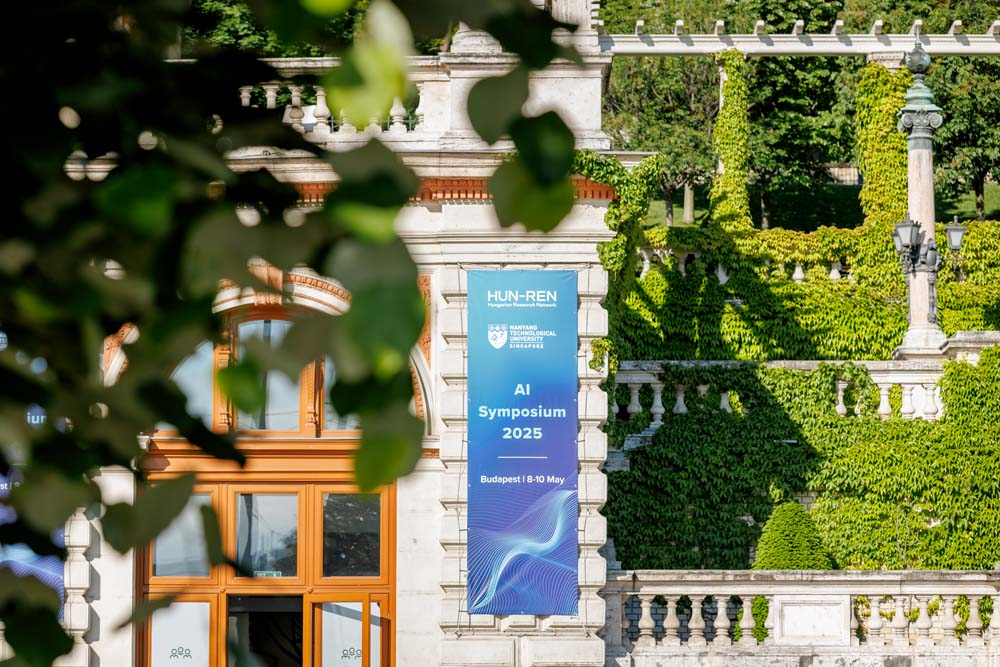 HUN-REN
Hungarian Research Network
NANYANG
TECHNOLOGICAL
UNIVERSITY
SINGAPORE
AI
Symposium
2025
Budapest | 8-10 May